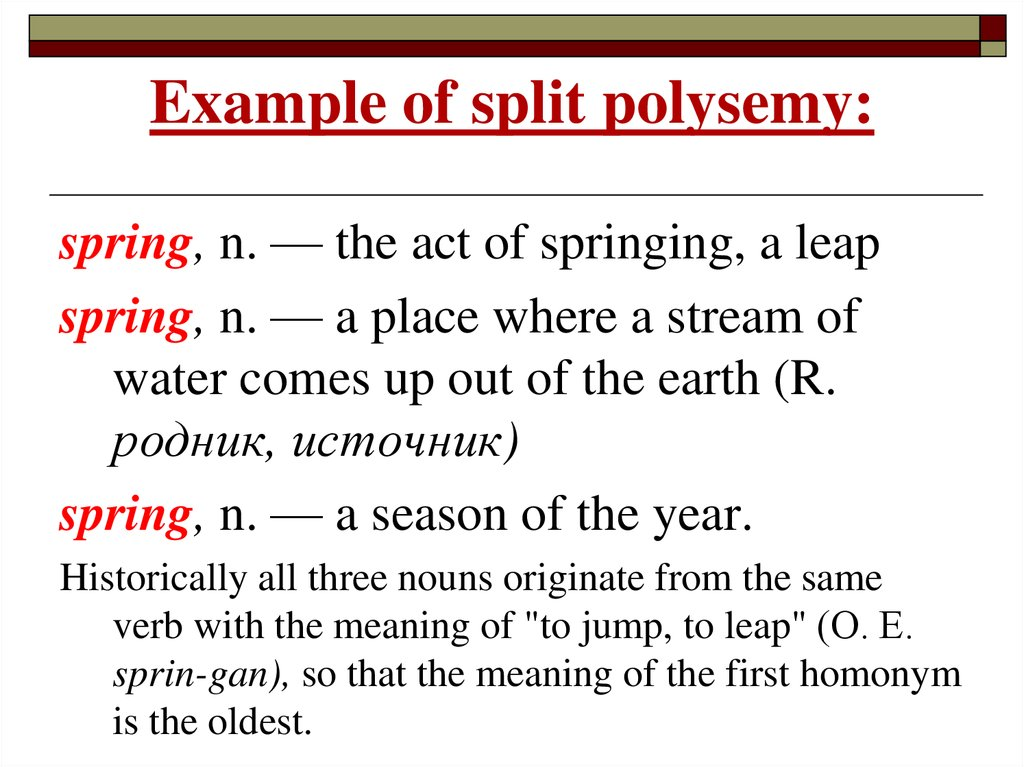 Example of split polysemy:
spring, n. — the act of springing, a leap
spring, n. — a place where a stream of
water comes up out of the earth (R.
родник, источник)
spring, n. — a season of the year.
Historically all three nouns originate from the same
verb with the meaning of "to jump, to leap" (O. E.
sprin-gan), so that the meaning of the first homonym
is the oldest.